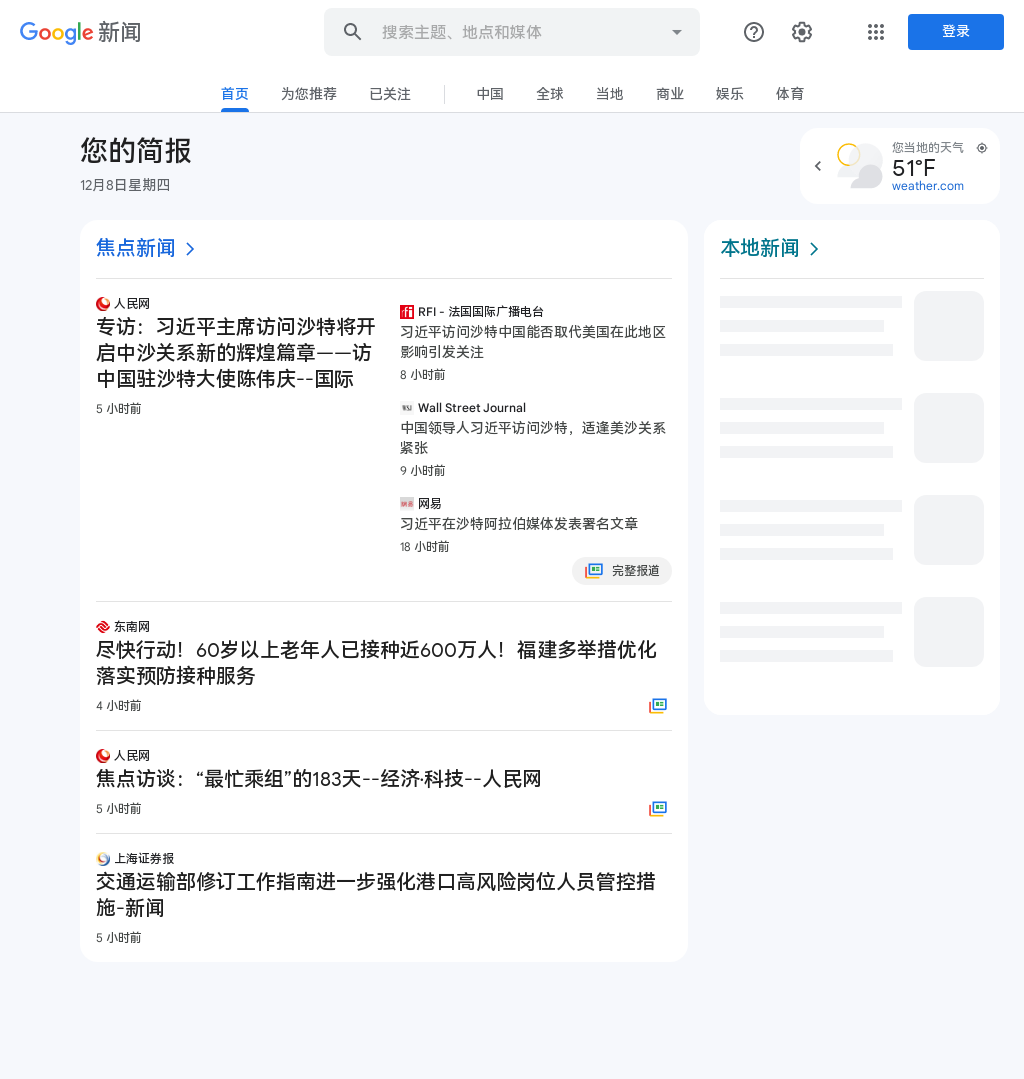 Google 新闻
搜索主题、地点和媒体
登录
首页
为您推荐
已关注
中国
全球
当地
商业
娱乐
体育
您的简报
12月8日星期四
您当地的天气
51°F
weather.com
焦点新闻
人民网
专访：习近平主席访问沙特将开
启中沙关系新的辉煌篇章——访
中国驻沙特大使陈伟庆--国际
5 小时前
RFI - 法国国际广播电台
习近平访问沙特中国能否取代美国在此地区
影响引发关注
8 小时前
Wall Street Journal
中国领导人习近平访问沙特，适逢美沙关系
紧张
9 小时前
网易
习近平在沙特阿拉伯媒体发表署名文章
18 小时前
完整报道
东南网
尽快行动！60岁以上老年人已接种近600万人！福建多举措优化
落实预防接种服务
4 小时前
人民网
焦点访谈：“最忙乘组”的183天--经济·科技--人民网
5 小时前
上海证券报
交通运输部修订工作指南进一步强化港口高风险岗位人员管控措
施-新闻
5 小时前
本地新闻